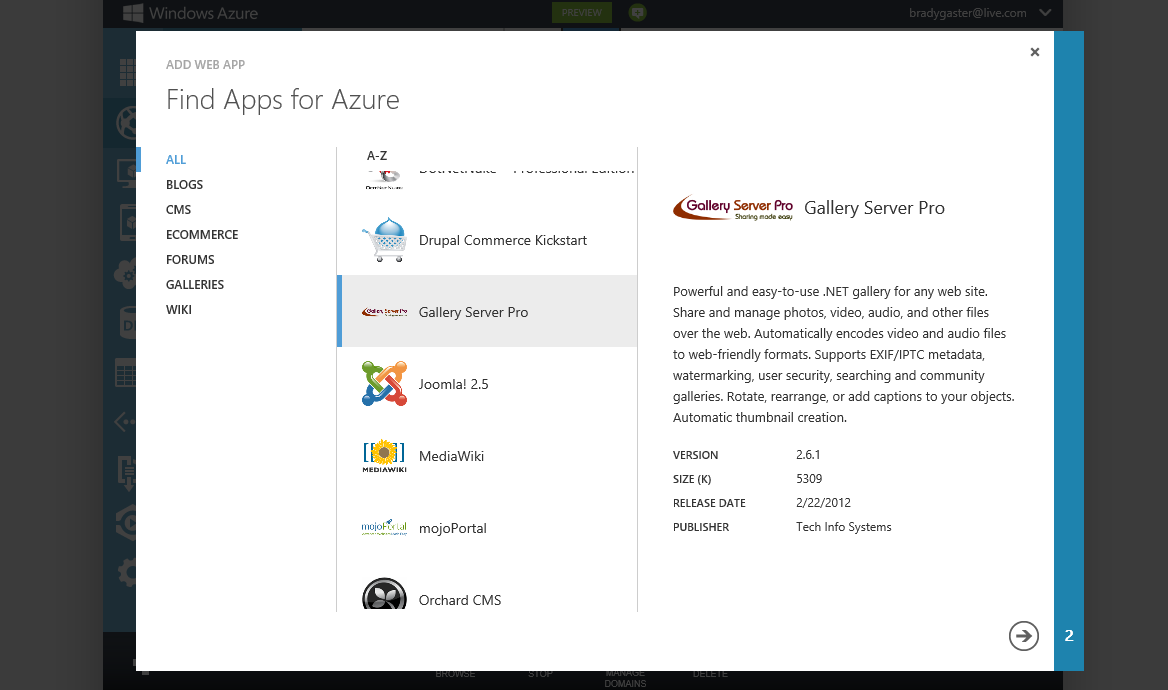 Windows Azure
PREVIEW
bradygaster@live.com
ADD WEB APP
Find Apps for Azure
ALL
BLOGS
CMS
ECOMMERCE
FORUMS
GALLERIES
WIKI
A-Z
DotNetNuke - Professional Edition
Drupal Commerce Kickstart
Gallery Server Pro
Gallery Server Pro
Joomla! 2.5
MEDIAWIKI
MediaWiki
mojoPortal
mojoPortal
Orchard CMS
Gallery Server Pro
Sharing made easy
Gallery Server Pro
Powerful and easy-to-use .NET gallery for any web site.
Share and manage photos, video, audio, and other files
over the web. Automatically encodes video and audio files
to web-friendly formats. Supports EXIF/IPTC metadata,
watermarking, user security, searching and community
galleries. Rotate, rearrange, or add captions to your objects.
Automatic thumbnail creation.
VERSION 2.6.1
SIZE (K) 5309
RELEASE DATE 2/22/2012
PUBLISHER Tech Info Systems
2
BROWSE
STOP
MANAGE
DOMAINS
DELETE